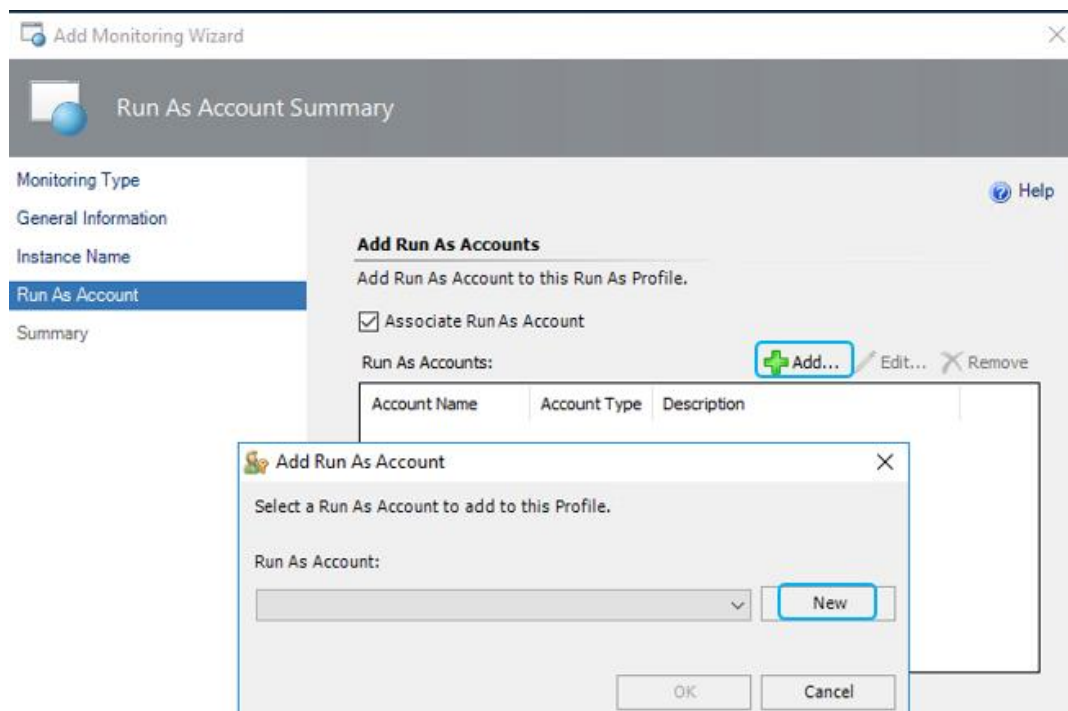 Add Monitoring Wizard
Run As Account Summary
Monitoring Type
General Information
Instance Name
Run As Account
Summary
Help
Add Run As Accounts
Add Run As Account to this Run As Profile.
Associate Run As Account
Run As Accounts:
Add... Edit... Remove
Account Name Account Type Description
Add Run As Account
Select a Run As Account to add to this Profile.
Run As Account:
New
OK Cancel